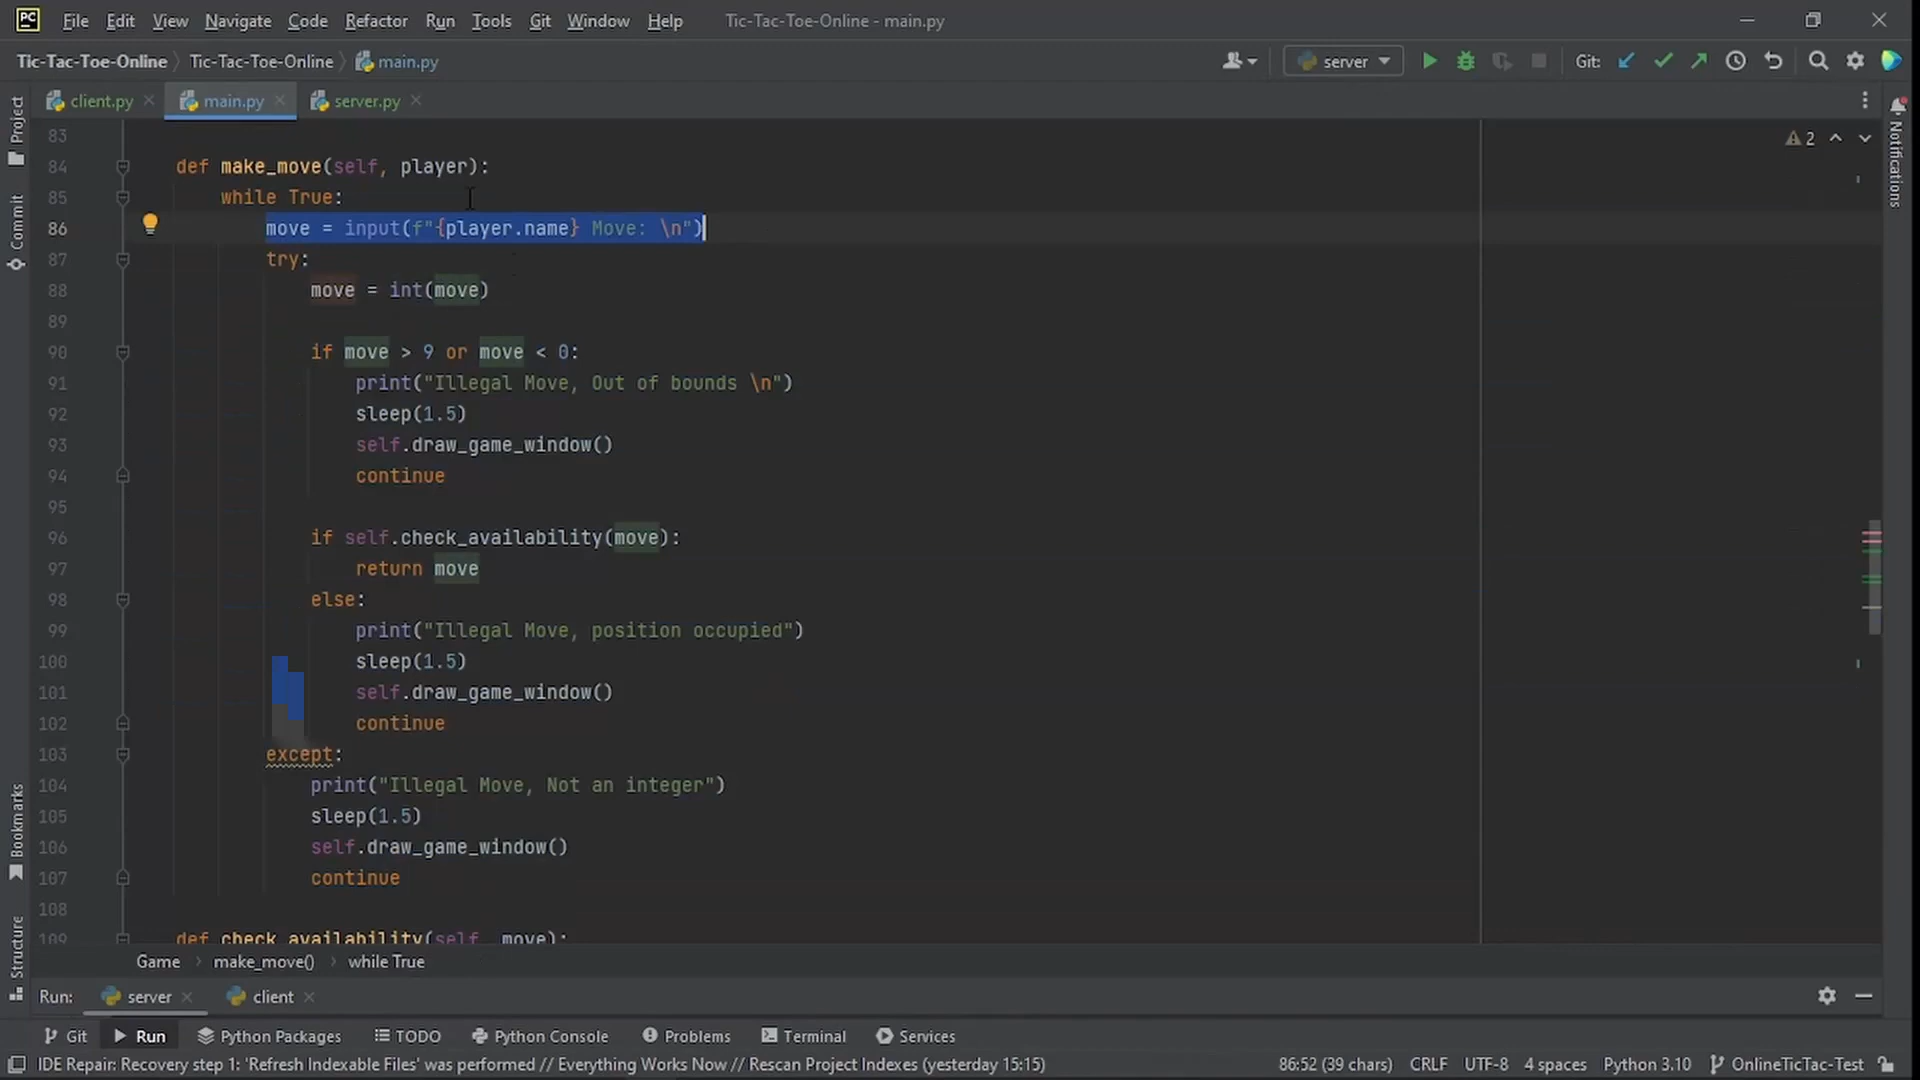 PC File Edit View Navigate Code Refactor Run Tools Git Window Help Tic-Tac-Toe-Online - main.py
Tic-Tac-Toe-Online Tic-Tac-Toe-Online main.py server Git:
client.py main.py server.py
Project
Commit
Bookmarks
Structure
Notifications
2
83
84 def make_move(self, player):
85 while True:
86 move = input(f"{player.name} Move: \n")
87 try:
88 move = int(move)
89
90 if move > 9 or move < 0:
91 print("Illegal Move, Out of bounds \n")
92 sleep(1.5)
93 self.draw_game_window()
94 continue
95
96 if self.check_availability(move):
97 return move
98 else:
99 print("Illegal Move, position occupied")
100 sleep(1.5)
101 self.draw_game_window()
102 continue
103 except:
104 print("Illegal Move, Not an integer")
105 sleep(1.5)
106 self.draw_game_window()
107 continue
108
109 def check_availability(self, move):
Game make_move() while True
Run: server client
Git Run Python Packages TODO Python Console Problems Terminal Services
IDE Repair: Recovery step 1: 'Refresh Indexable Files' was performed // Everything Works Now // Rescan Project Indexes (yesterday 15:15) 86:52 (39 chars) CRLF UTF-8 4 spaces Python 3.10 OnlineTicTac-Test